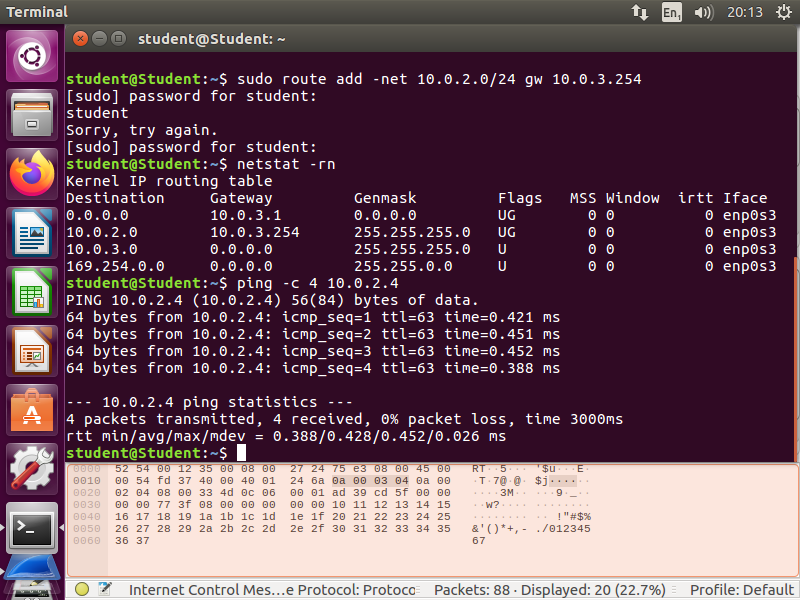 Terminal
En1
20:13
student@Student: ~
student@Student:~$ sudo route add -net 10.0.2.0/24 gw 10.0.3.254
[sudo] password for student:
student
Sorry, try again.
[sudo] password for student:
student@Student:~$ netstat -rn
Kernel IP routing table
Destination Gateway Genmask Flags MSS Window irtt Iface
0.0.0.0 10.0.3.1 0.0.0.0 UG 0 0 0 enp0s3
10.0.2.0 10.0.3.254 255.255.255.0 UG 0 0 0 enp0s3
10.0.3.0 0.0.0.0 255.255.255.0 U 0 0 0 enp0s3
169.254.0.0 0.0.0.0 255.255.0.0 U 0 0 0 enp0s3
student@Student:~$ ping -c 4 10.0.2.4
PING 10.0.2.4 (10.0.2.4) 56(84) bytes of data.
64 bytes from 10.0.2.4: icmp_seq=1 ttl=63 time=0.421 ms
64 bytes from 10.0.2.4: icmp_seq=2 ttl=63 time=0.451 ms
64 bytes from 10.0.2.4: icmp_seq=3 ttl=63 time=0.452 ms
64 bytes from 10.0.2.4: icmp_seq=4 ttl=63 time=0.388 ms
--- 10.0.2.4 ping statistics ---
4 packets transmitted, 4 received, 0% packet loss, time 3000ms
rtt min/avg/max/mdev = 0.388/0.428/0.452/0.026 ms
student@Student:~$
0000 52 54 00 12 35 00 08 00 27 24 75 e3 08 00 45 00 RT··5··· '$u···E·
0010 00 54 fd 37 40 00 40 01 24 6a 0a 00 03 04 0a 00 ·T·7@·@· $j······
0020 02 04 08 00 33 4d 0c 06 00 01 ad 39 cd 5f 00 00 ····3M·· ···9·_··
0030 00 00 77 3f 08 00 00 00 00 00 10 11 12 13 14 15 ··w?···· ········
0040 16 17 18 19 1a 1b 1c 1d 1e 1f 20 21 22 23 24 25 ········ ·· !"#$%
0050 26 27 28 29 2a 2b 2c 2d 2e 2f 30 31 32 33 34 35 &'()*+,- ./012345
0060 36 37 67
Internet Control Mes…e Protocol: Protoco
Packets: 88 · Displayed: 20 (22.7%)
Profile: Default